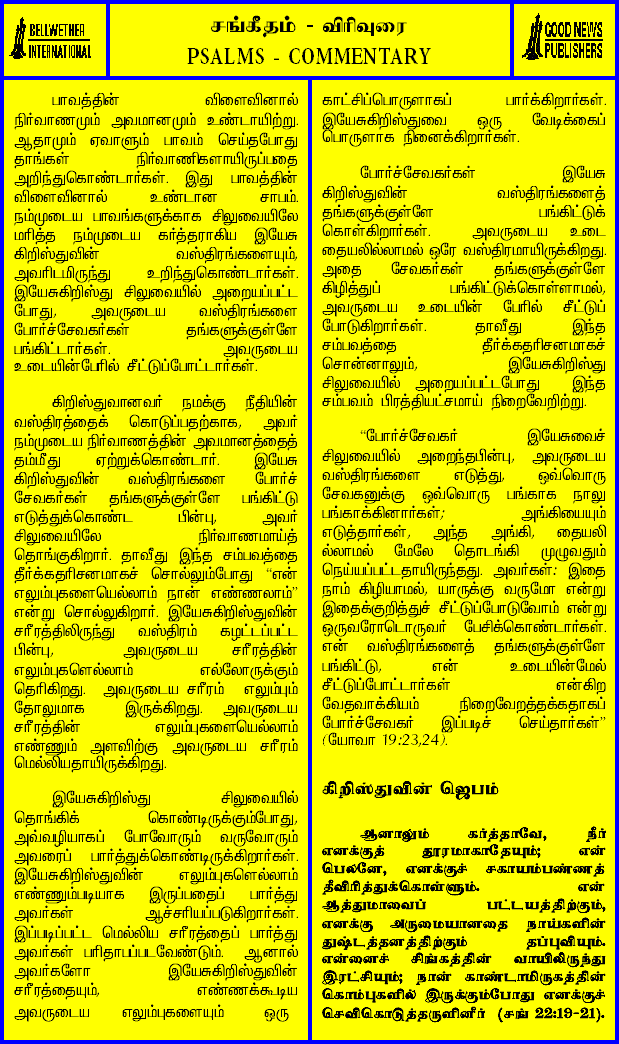 BELLWETHER
INTERNATIONAL
சங்கீதம் - விரிவுரை
PSALMS - COMMENTARY
GOOD NEWS
PUBLISHERS
பாவத்தின் விளைவினால்
நிர்வாணமும் அவமானமும் உண்டாயிற்று.
ஆதாமும் ஏவாளும் பாவம் செய்தபோது
தாங்கள் நிர்வாணிகளாயிருப்பதை
அறிந்துகொண்டார்கள். இது பாவத்தின்
விளைவினால் உண்டான சாபம்.
நம்முடைய பாவங்களுக்காக சிலுவையிலே
மரித்த நம்முடைய கர்த்தராகிய இயேசு
கிறிஸ்துவின் வஸ்திரங்களையும்,
அவரிடமிருந்து உறிந்துகொண்டார்கள்.
இயேசுகிறிஸ்து சிலுவையில் அறையப்பட்ட
போது, அவருடைய வஸ்திரங்களை
போர்ச்சேவகர்கள் தங்களுக்குள்ளே
பங்கிட்டார்கள். அவருடைய
உடையின்பேரில் சீட்டுப்போட்டார்கள்.
கிறிஸ்துவானவர் நமக்கு நீதியின்
வஸ்திரத்தைக் கொடுப்பதற்காக, அவர்
நம்முடைய நிர்வாணத்தின் அவமானத்தைத்
தம்மீது ஏற்றுக்கொண்டார். இயேசு
கிறிஸ்துவின் வஸ்திரங்களை போர்ச்
சேவகர்கள் தங்களுக்குள்ளே பங்கிட்டு
எடுத்துக்கொண்ட பின்பு, அவர்
சிலுவையிலே நிர்வாணமாய்த்
தொங்குகிறார். தாவீது இந்த சம்பவத்தை
தீர்க்கதரிசனமாகச் சொல்லும்போது “என்
எலும்புகளையெல்லாம் நான் எண்ணலாம்”
என்று சொல்லுகிறார். இயேசுகிறிஸ்துவின்
சரீரத்திலிருந்து வஸ்திரம் கழட்டப்பட்ட
பின்பு, அவருடைய சரீரத்தின்
எலும்புகளெல்லாம் எல்லோருக்கும்
தெரிகிறது. அவருடைய சரீரம் எலும்பும்
தோலுமாக இருக்கிறது. அவருடைய
சரீரத்தின் எலும்புகளையெல்லாம்
எண்ணும் அளவிற்கு அவருடைய சரீரம்
மெல்லியதாயிருக்கிறது.
இயேசுகிறிஸ்து சிலுவையில்
தொங்கிக் கொண்டிருக்கும்போது,
அவ்வழியாகப் போவோரும் வருவோரும்
அவரைப் பார்த்துக்கொண்டிருக்கிறார்கள்.
இயேசுகிறிஸ்துவின் எலும்புகளெல்லாம்
எண்ணும்படியாக இருப்பதைப் பார்த்து
அவர்கள் ஆச்சரியப்படுகிறார்கள்.
இப்படிப்பட்ட மெல்லிய சரீரத்தைப் பார்த்து
அவர்கள் பரிதாபப்படவேண்டும். ஆனால்
அவர்களோ இயேசுகிறிஸ்துவின்
சரீரத்தையும், எண்ணக்கூடிய
அவருடைய எலும்புகளையும் ஒரு
காட்சிப்பொருளாகப் பார்க்கிறார்கள்.
இயேசுகிறிஸ்துவை ஒரு வேடிக்கைப்
பொருளாக நினைக்கிறார்கள்.
போர்ச்சேவகர்கள் இயேசு
கிறிஸ்துவின் வஸ்திரங்களைத்
தங்களுக்குள்ளே பங்கிட்டுக்
கொள்கிறார்கள். அவருடைய உடை
தையலில்லாமல் ஒரே வஸ்திரமாயிருக்கிறது.
அதை சேவகர்கள் தங்களுக்குள்ளே
கிழித்துப் பங்கிட்டுக்கொள்ளாமல்,
அவருடைய உடையின் பேரில் சீட்டுப்
போடுகிறார்கள். தாவீது இந்த
சம்பவத்தை தீர்க்கதரிசனமாகச்
சொன்னாலும், இயேசுகிறிஸ்து
சிலுவையில் அறையப்பட்டபோது இந்த
சம்பவம் பிரத்தியட்சமாய் நிறைவேறிற்று.
“போர்ச்சேவகர் இயேசுவைச்
சிலுவையில் அறைந்தபின்பு, அவருடைய
வஸ்திரங்களை எடுத்து, ஒவ்வொரு
சேவகனுக்கு ஒவ்வொரு பங்காக நாலு
பங்காக்கினார்கள்; அங்கியையும்
எடுத்தார்கள், அந்த அங்கி, தையலி
ல்லாமல் மேலே தொடங்கி முழுவதும்
நெய்யப்பட்டதாயிருந்தது. அவர்கள்: இதை
நாம் கிழியாமல், யாருக்கு வருமோ என்று
இதைக்குறித்துச் சீட்டுப்போடுவோம் என்று
ஒருவரோடொருவர் பேசிக்கொண்டார்கள்.
என் வஸ்திரங்களைத் தங்களுக்குள்ளே
பங்கிட்டு, என் உடையின்மேல்
சீட்டுப்போட்டார்கள் என்கிற
வேதவாக்கியம் நிறைவேறத்தக்கதாகப்
போர்ச்சேவகர் இப்படிச் செய்தார்கள்”
(யோவா 19:23,24).
கிறிஸ்துவின் ஜெபம்
ஆனாலும் கர்த்தாவே, நீர்
எனக்குத் தூரமாகாதேயும்; என்
பெலனே, எனக்குச் சகாயம்பண்ணத்
தீவிரித்துக்கொள்ளும். என்
ஆத்துமாவைப் பட்டயத்திற்கும்,
எனக்கு அருமையானதை நாய்களின்
துஷ்டத்தனத்திற்கும் தப்புவியும்.
என்னைச் சிங்கத்தின் வாயிலிருந்து
இரட்சியும்; நான் காண்டாமிருகத்தின்
கொம்புகளில் இருக்கும்போது எனக்குச்
செவிகொடுத்தருளினீர் (சங் 22:19-21).